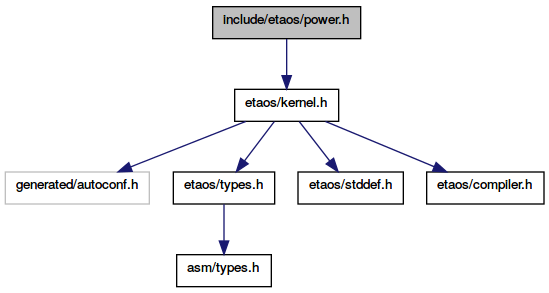 include/etaos/power.h
etaos/kernel.h
generated/autoconf.h
etaos/types.h
etaos/stddef.h
etaos/compiler.h
asm/types.h